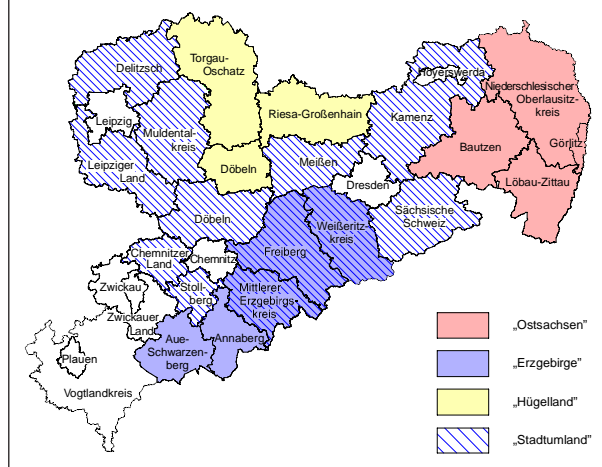 Torgau-
Oschatz
Delitzsch
Hoyerswerda
Niederschlesischer
Oberlausitz-
kreis
Leipzig
Muldental-
kreis
Riesa-Großenhain
Kamenz
Görlitz
Bautzen
Leipziger
Land
Döbeln
Meißen
Dresden
Löbau-Zittau
Döbeln
Sächsische
Schweiz
Weißeritz-
kreis
Freiberg
Chemnitzer
Land
Chemnitz
Zwickau
Stoll-
berg
Mittlerer
Erzgebirgs-
kreis
Zwickauer
Land
Aue-
Schwarzen-
berg
Annaberg
Plauen
Vogtlandkreis
„Ostsachsen”
„Erzgebirge”
„Hügelland”
„Stadtumland”